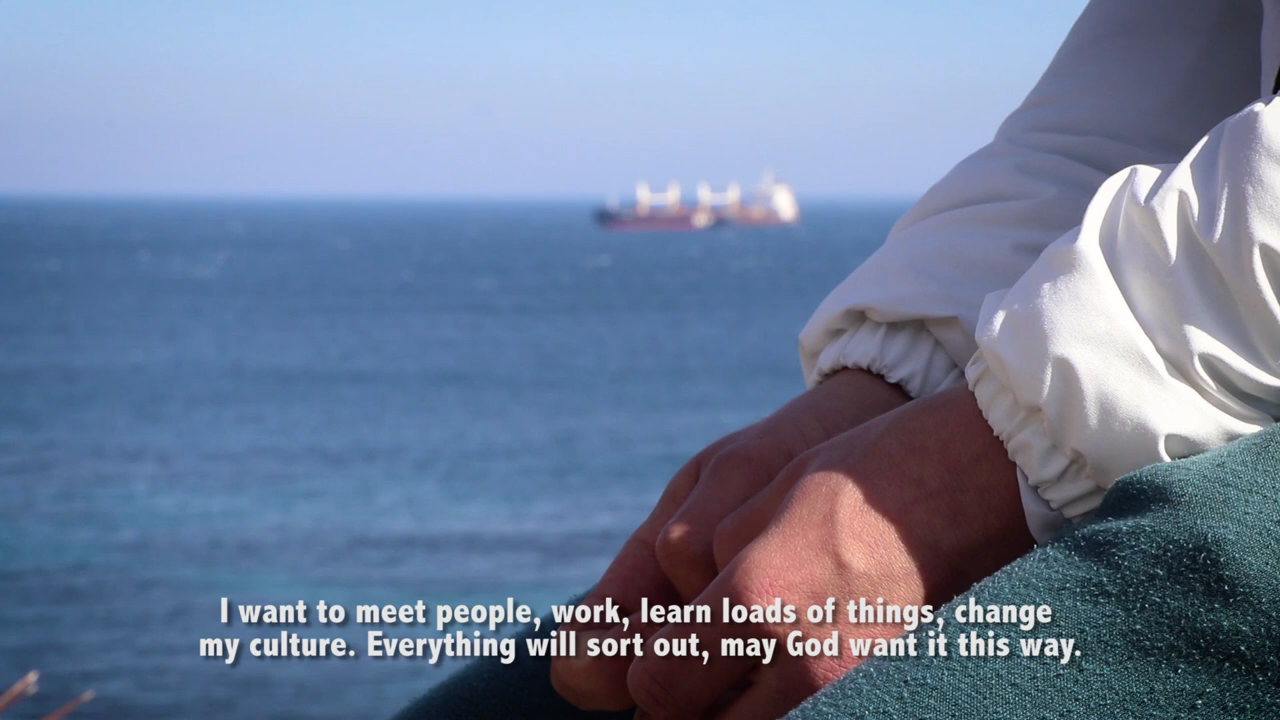 I want to meet people, work, learn loads of things, change
my culture. Everything will sort out, may God want it this way.